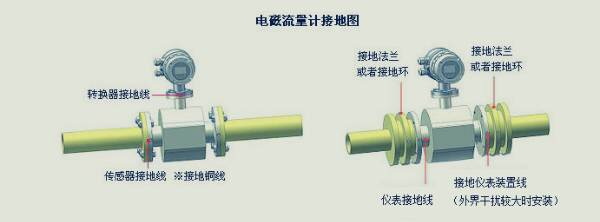 电磁流量计接地图
转换器接地线
传感器接地线 ※接地铜线
接地法兰
或者接地环
接地法兰
或者接地环
仪表接地线
接地仪表装置线
（外界干扰较大时安装）